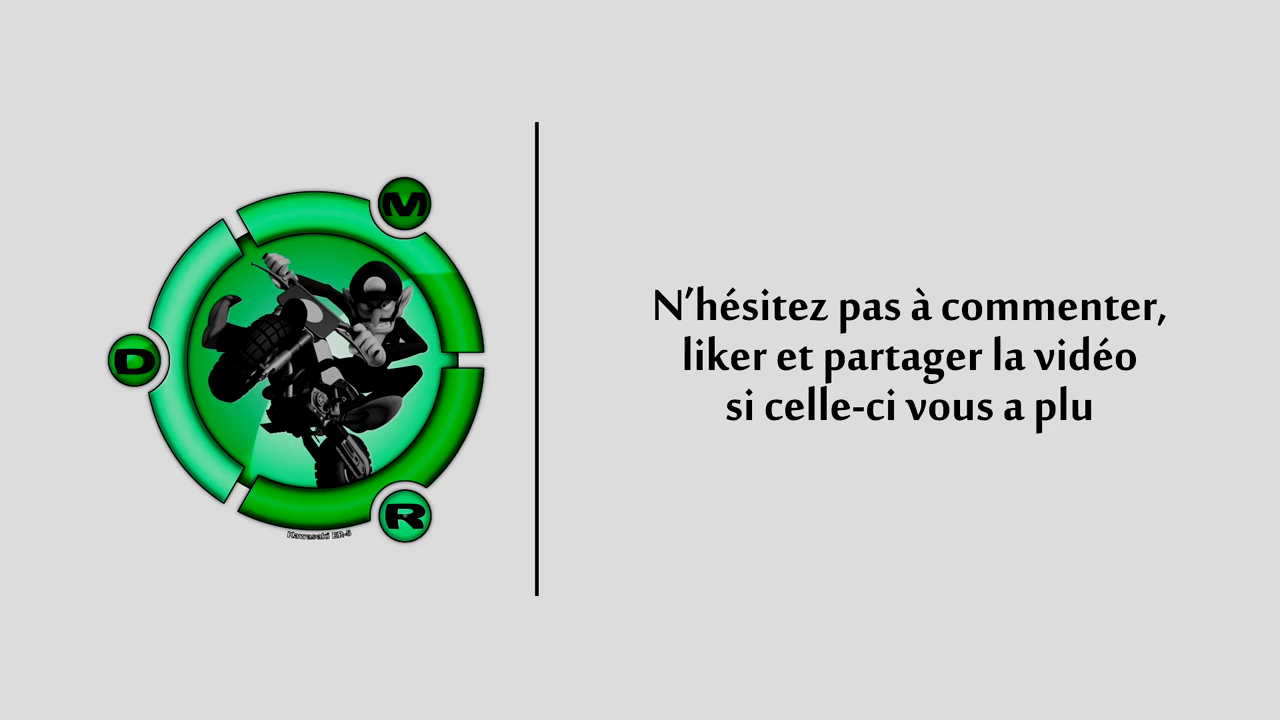 M
D
R
Kawasaki ER-5
N'hésitez pas à commenter,
liker et partager la vidéo
si celle-ci vous a plu